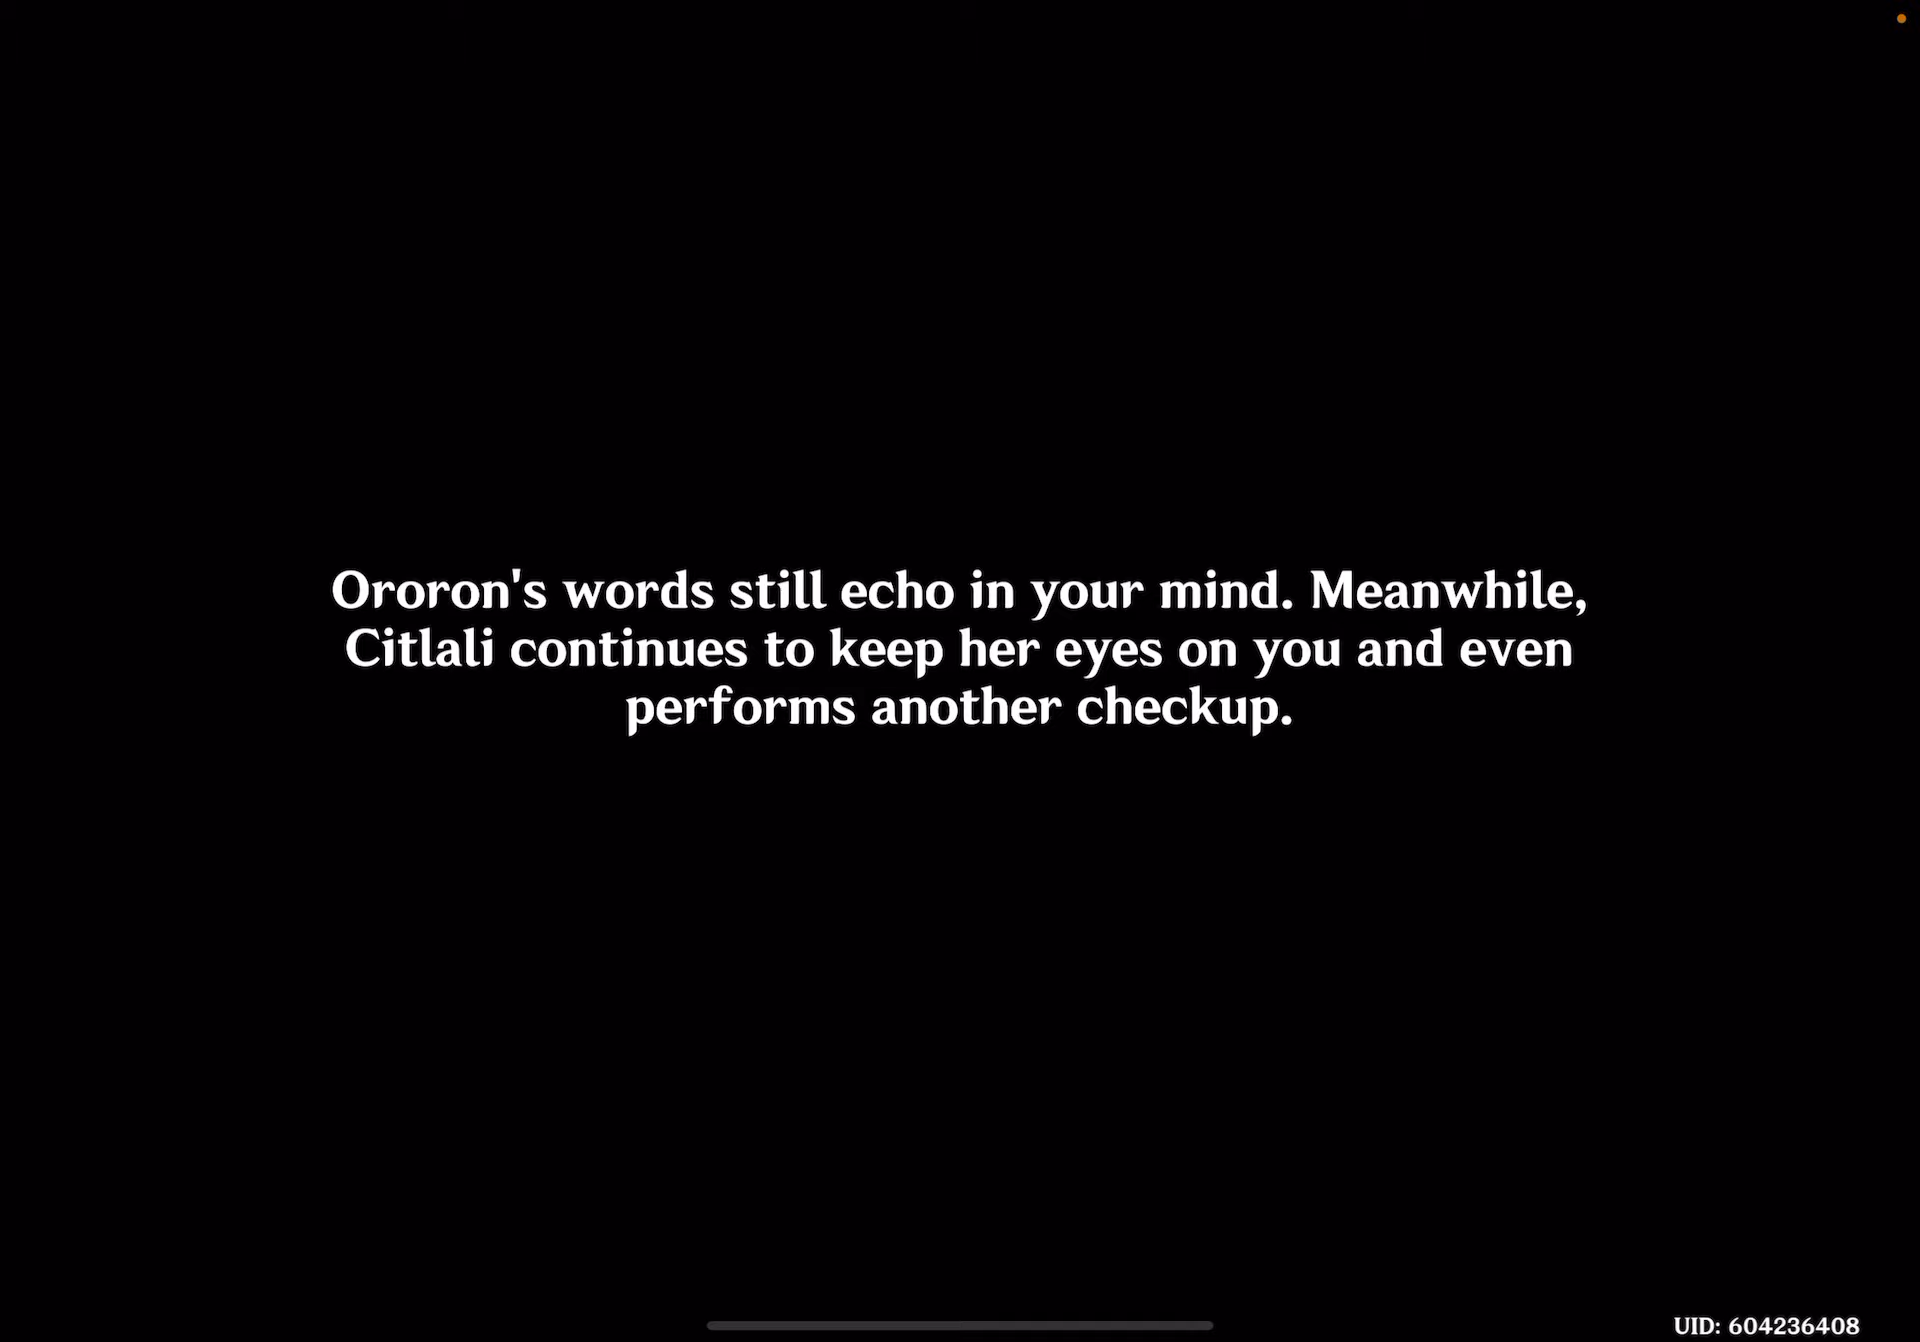 Ororon's words still echo in your mind. Meanwhile,
Citlali continues to keep her eyes on you and even
performs another checkup.
UID: 604236408